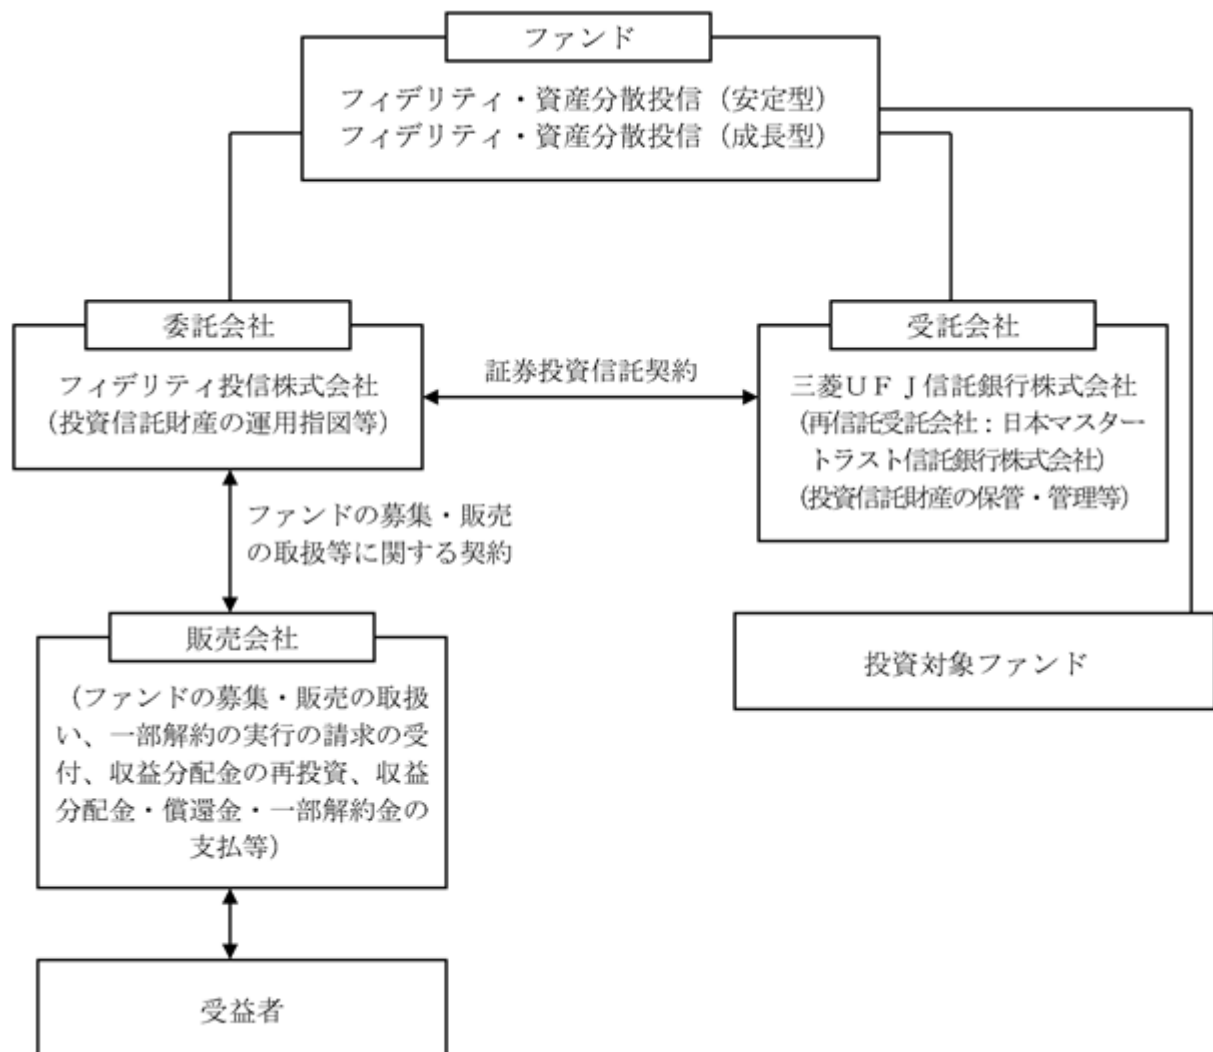 ファンド
フィデリティ・資産分散投信（安定型）
フィデリティ・資産分散投信（成長型）
委託会社
フィデリティ投信株式会社
（投資信託財産の運用指図等）
証券投資信託契約
受託会社
三菱ＵＦＪ信託銀行株式会社
（再信託受託会社：日本マスター
トラスト信託銀行株式会社）
（投資信託財産の保管・管理等）
ファンドの募集・販売
の取扱等に関する契約
販売会社
（ファンドの募集・販売の取扱
い、一部解約の実行の請求の受
付、収益分配金の再投資、収益
分配金・償還金・一部解約金の
支払等）
投資対象ファンド
受益者